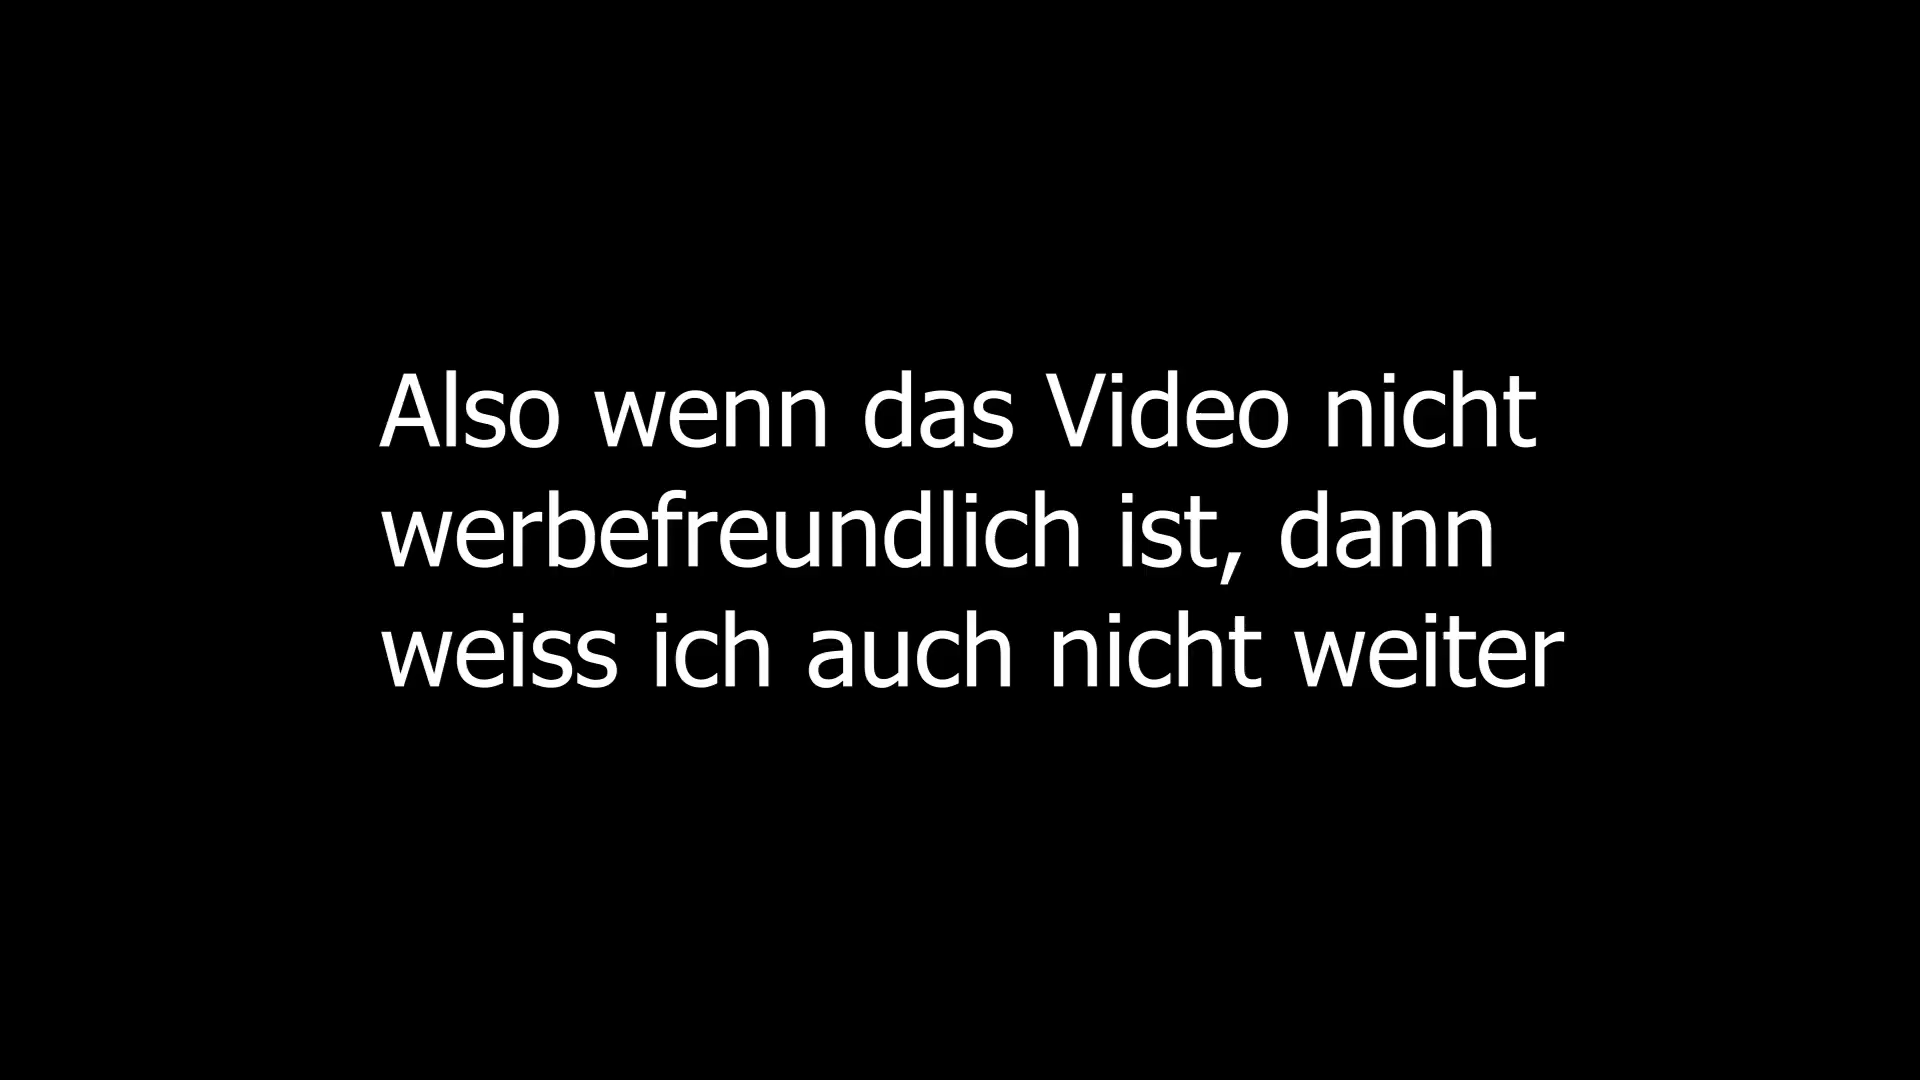 Also wenn das Video nicht
werbefreundlich ist, dann
weiss ich auch nicht weiter